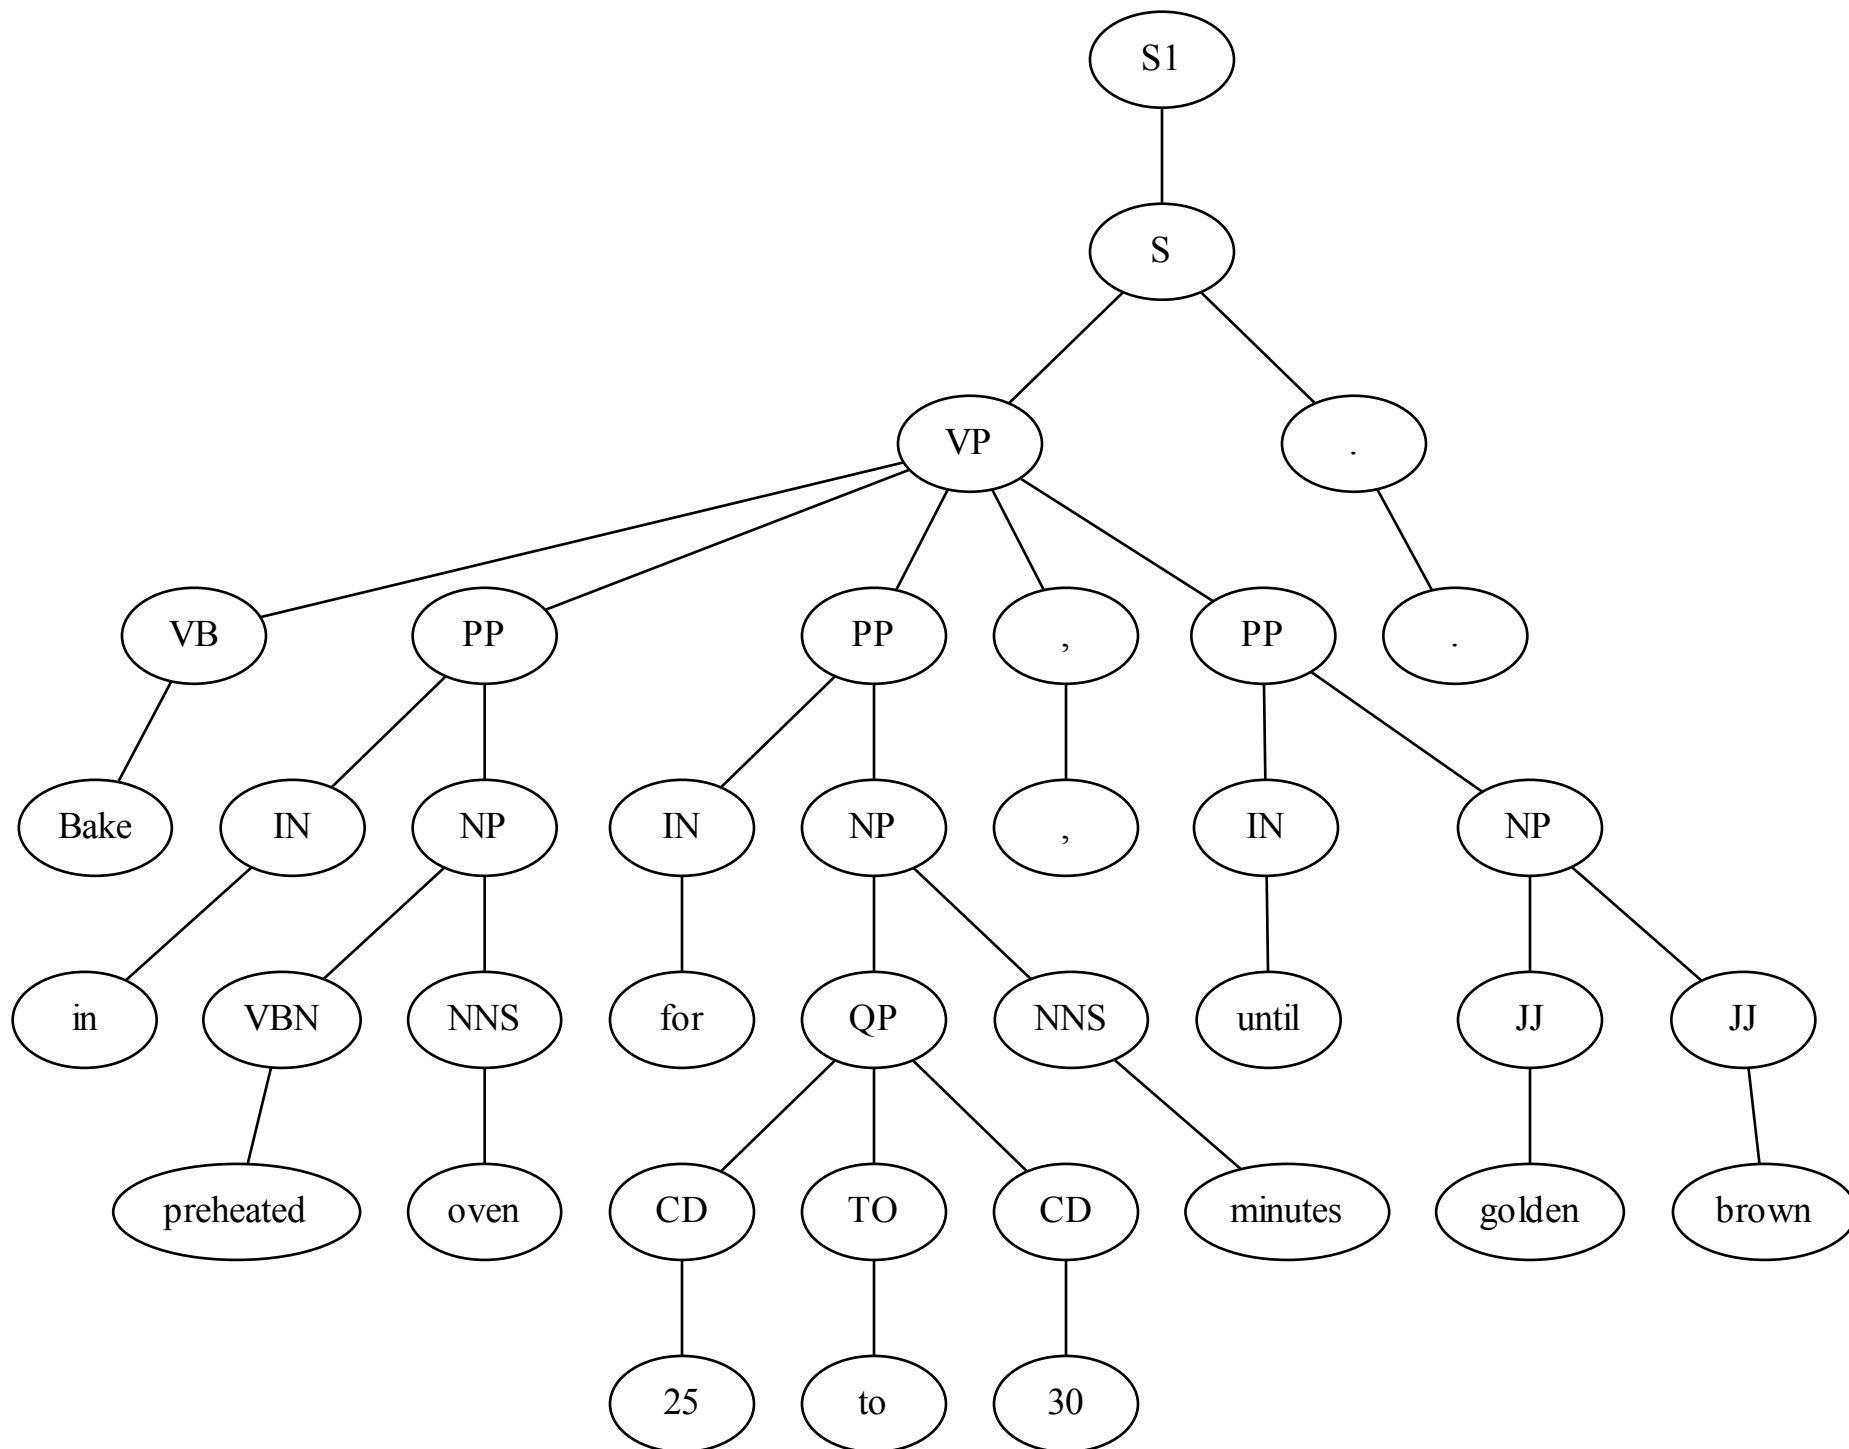 S1
S
VP .
VB PP PP , PP .
Bake IN NP IN NP , IN NP
in VBN NNS for QP NNS until JJ JJ
preheated oven CD TO CD minutes golden brown
25 to 30